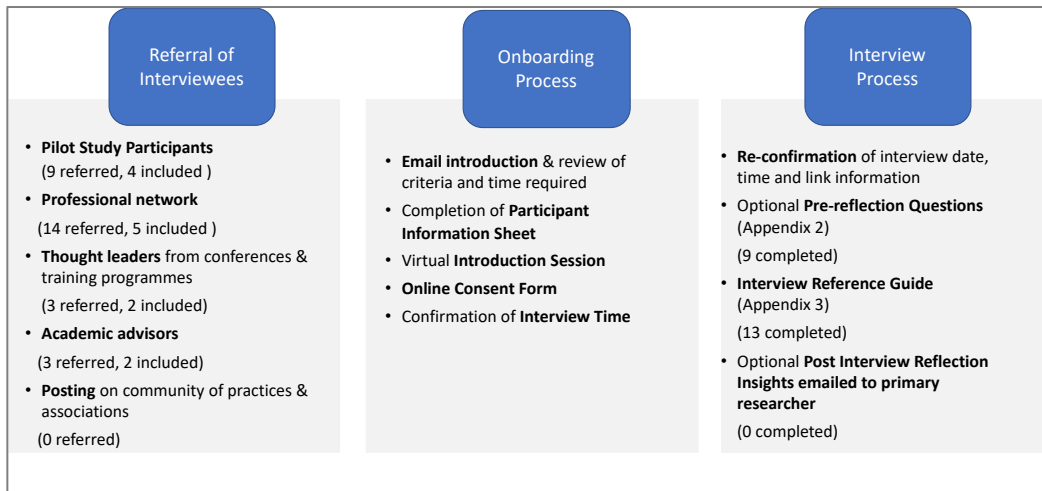 Referral of
Interviewees
• Pilot Study Participants
(9 referred, 4 included )
• Professional network
(14 referred, 5 included )
• Thought leaders from conferences &
training programmes
(3 referred, 2 included)
• Academic advisors
(3 referred, 2 included)
• Posting on community of practices &
associations
(0 referred)
Onboarding
Process
• Email introduction & review of
criteria and time required
• Completion of Participant
Information Sheet
• Virtual Introduction Session
• Online Consent Form
• Confirmation of Interview Time
Interview
Process
• Re-confirmation of interview date,
time and link information
• Optional Pre-reflection Questions
(Appendix 2)
(9 completed)
• Interview Reference Guide
(Appendix 3)
(13 completed)
• Optional Post Interview Reflection
Insights emailed to primary
researcher
(0 completed)